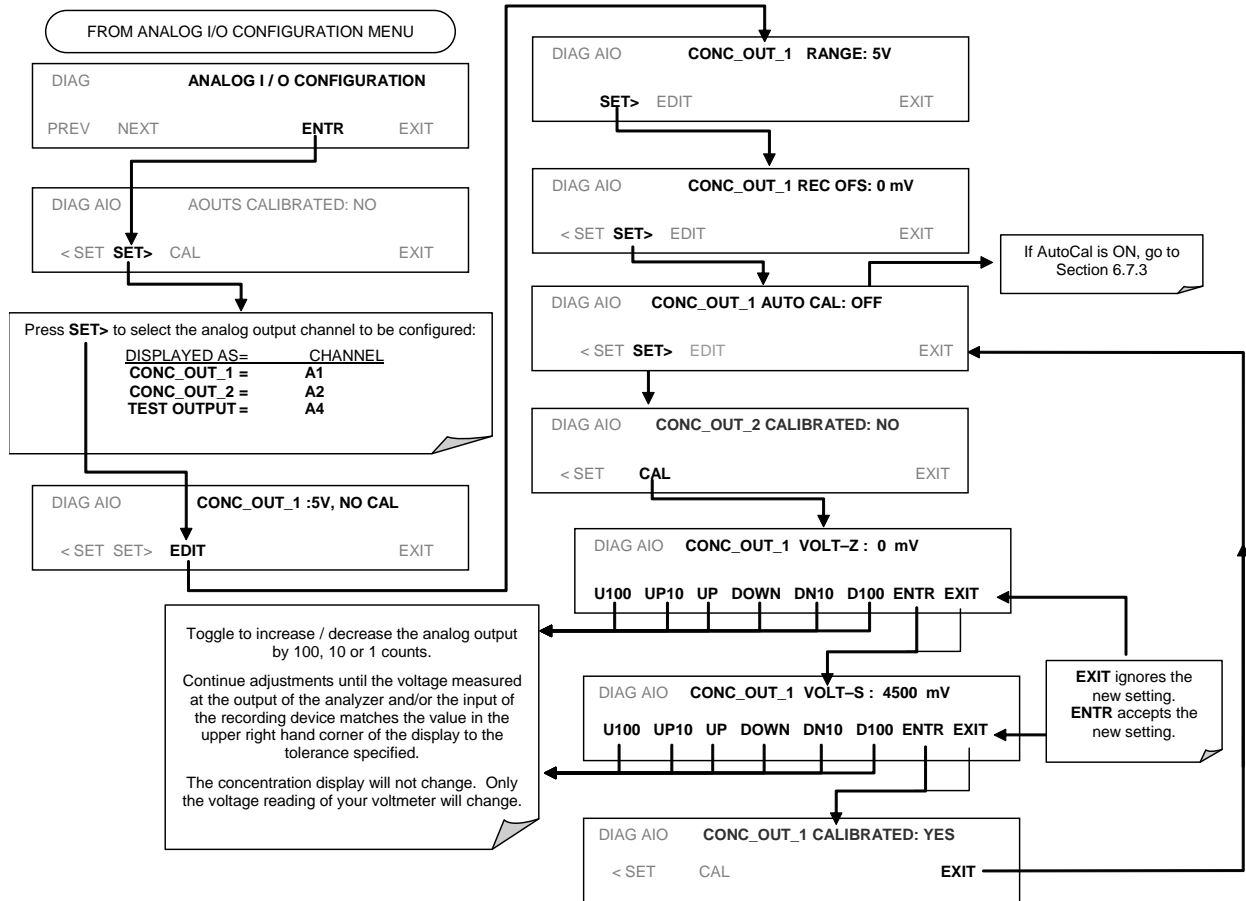 FROM ANALOG I/O CONFIGURATION MENU
DIAG ANALOG I / O CONFIGURATION
PREV NEXT ENTR EXIT
DIAG AIO AOUTS CALIBRATED: NO
< SET SET> CAL EXIT
Press SET> to select the analog output channel to be configured:
DISPLAYED AS= CHANNEL
CONC_OUT_1 = A1
CONC_OUT_2 = A2
TEST OUTPUT = A4
DIAG AIO CONC_OUT_1 :5V, NO CAL
< SET SET> EDIT EXIT
Toggle to increase / decrease the analog output
by 100, 10 or 1 counts.
Continue adjustments until the voltage measured
at the output of the analyzer and/or the input of
the recording device matches the value in the
upper right hand corner of the display to the
tolerance specified.
The concentration display will not change. Only
the voltage reading of your voltmeter will change.
DIAG AIO CONC_OUT_1 RANGE: 5V
SET> EDIT EXIT
DIAG AIO CONC_OUT_1 REC OFS: 0 mV
< SET SET> EDIT EXIT
If AutoCal is ON, go to
Section 6.7.3
DIAG AIO CONC_OUT_1 AUTO CAL: OFF
< SET SET> EDIT EXIT
DIAG AIO CONC_OUT_2 CALIBRATED: NO
< SET CAL EXIT
DIAG AIO CONC_OUT_1 VOLT–Z : 0 mV
U100 UP10 UP DOWN DN10 D100 ENTR EXIT
EXIT ignores the
new setting.
ENTR accepts the
new setting.
DIAG AIO CONC_OUT_1 VOLT–S : 4500 mV
U100 UP10 UP DOWN DN10 D100 ENTR EXIT
DIAG AIO CONC_OUT_1 CALIBRATED: YES
< SET CAL EXIT